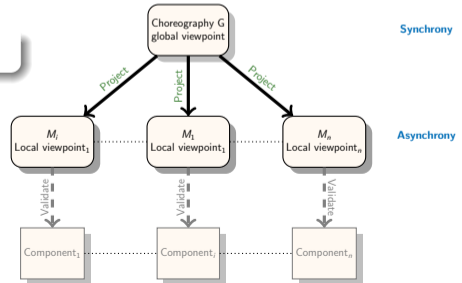 Choreography G
global viewpoint
Synchrony
Project
Project
Project
Mᵢ
Local viewpoint₁
M₁
Local viewpoint₁
Mₙ
Local viewpointₙ
Asynchrony
Validate
Validate
Validate
Component₁
Componentᵢ
Componentₙ